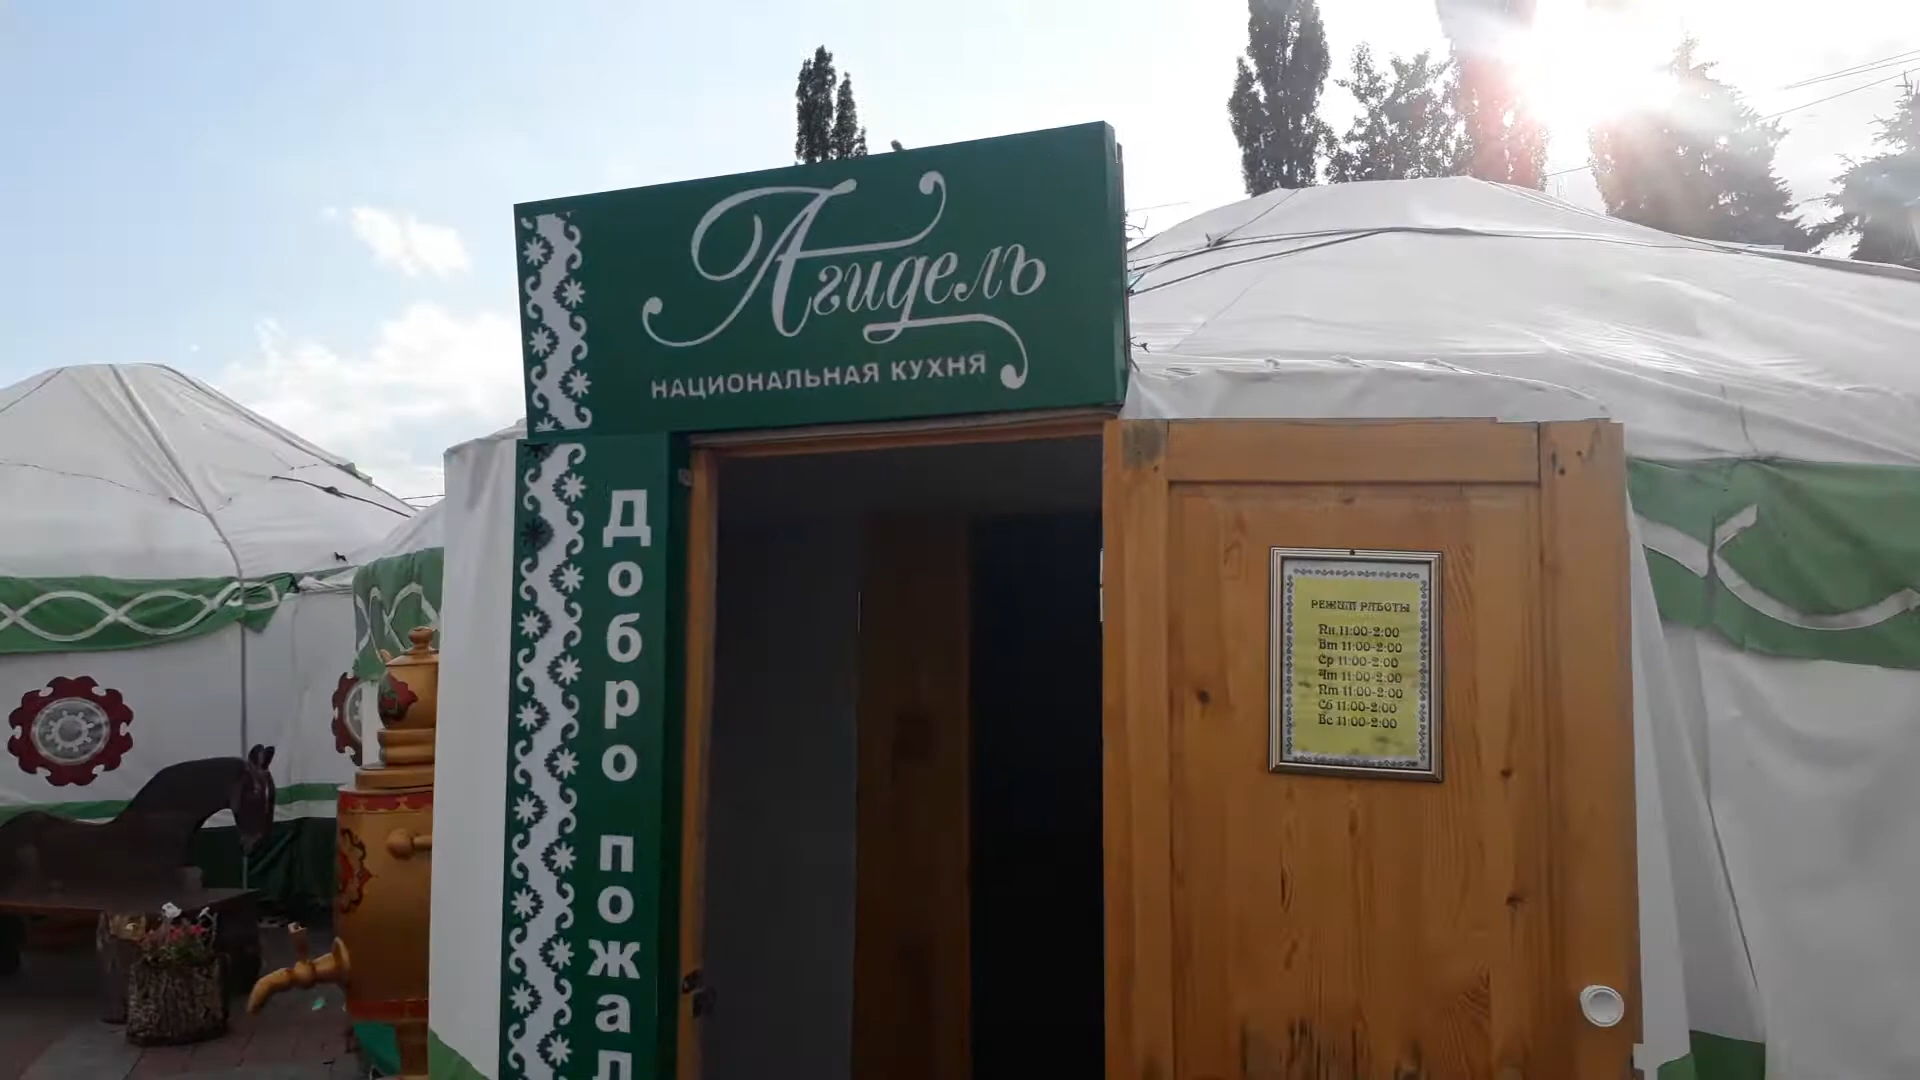 Агидель
НАЦИОНАЛЬНАЯ КУХНЯ
Добро пожал
РЕЖИМ РАБОТЫ
Пн 11:00-2:00
Вт 11:00-2:00
Ср 11:00-2:00
Чт 11:00-2:00
Пт 11:00-2:00
Сб 11:00-2:00
Вс 11:00-2:00